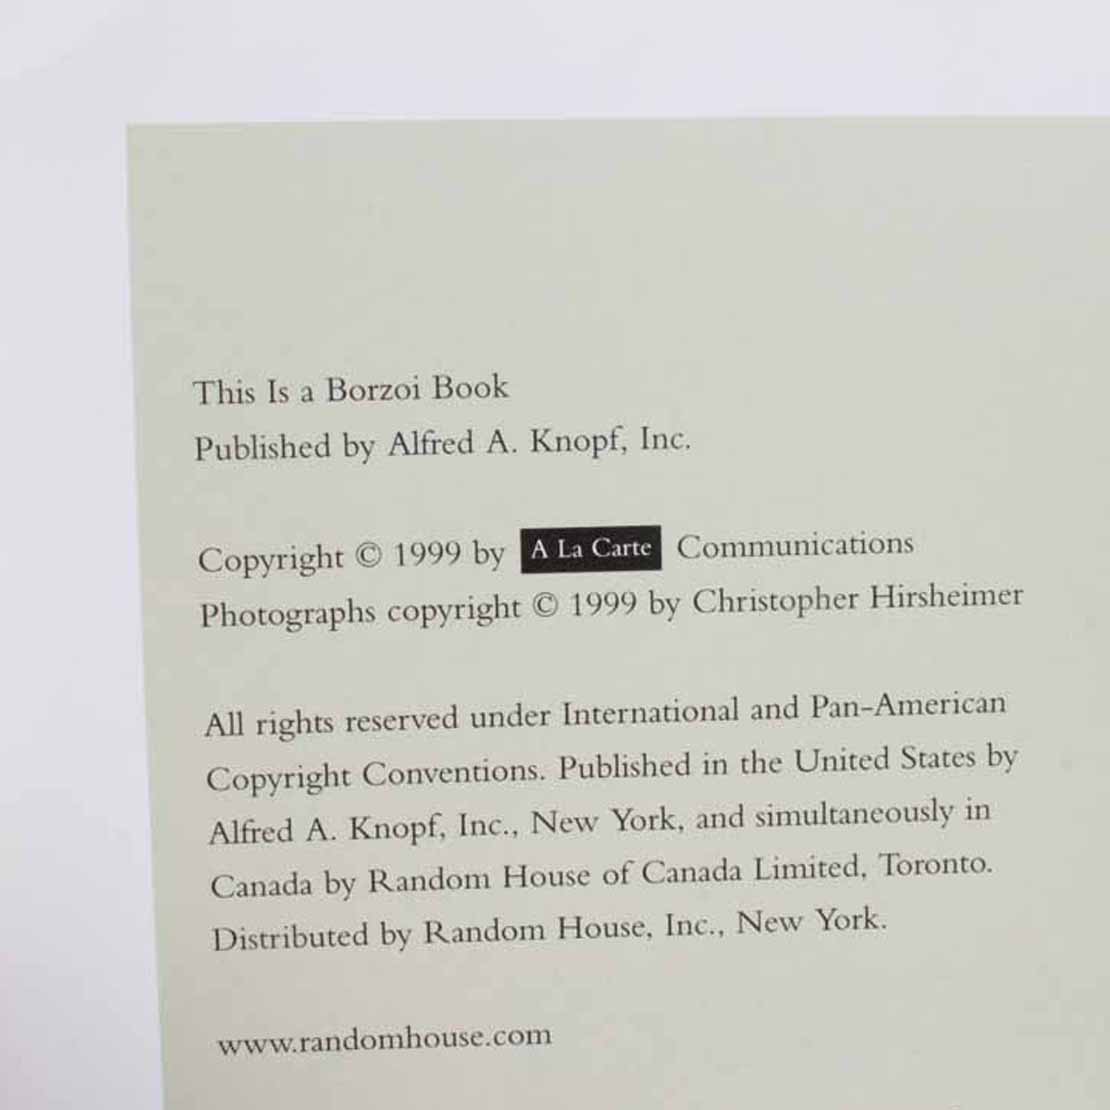 This Is a Borzoi Book
Published by Alfred A. Knopf, Inc.
Copyright © 1999 by A La Carte Communications
Photographs copyright © 1999 by Christopher Hirsheimer
All rights reserved under International and Pan-American
Copyright Conventions. Published in the United States by
Alfred A. Knopf, Inc., New York, and simultaneously in
Canada by Random House of Canada Limited, Toronto.
Distributed by Random House, Inc., New York.
www.randomhouse.com